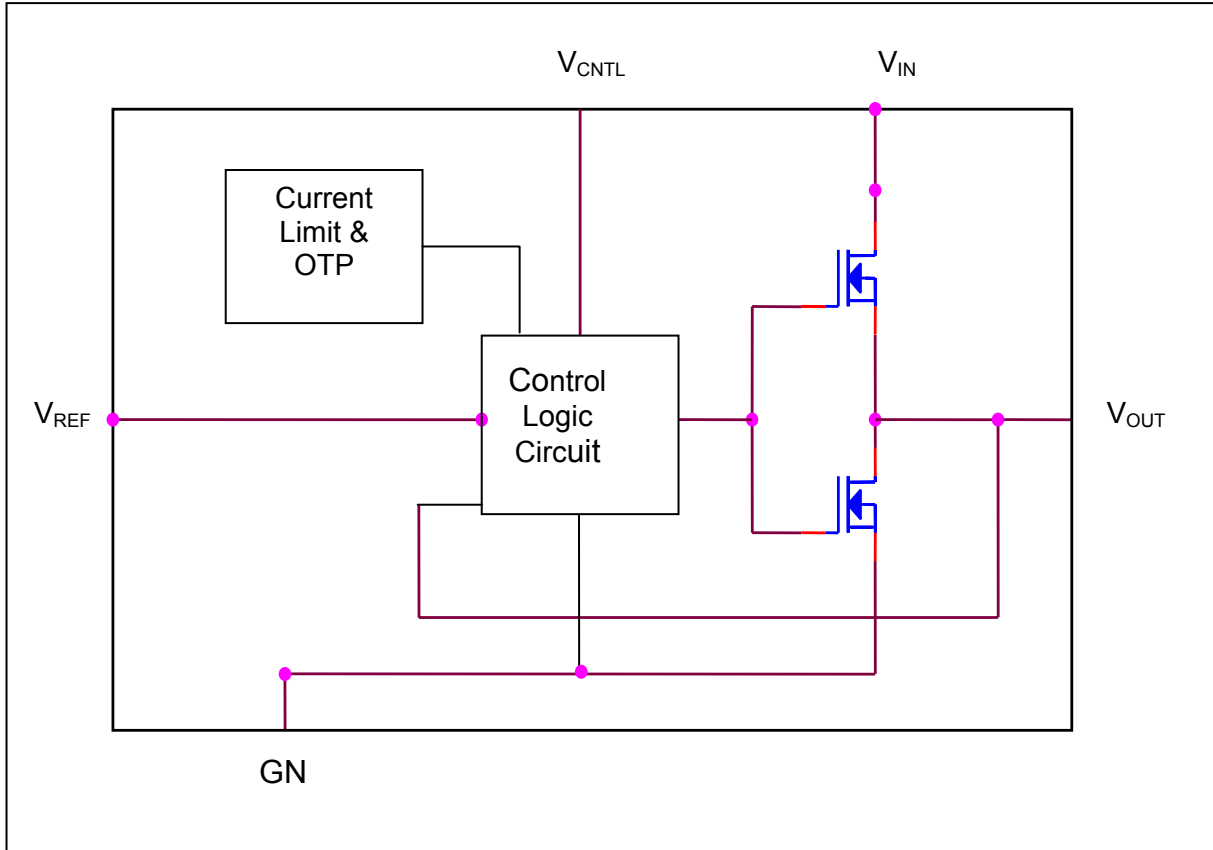 VCNTL
VIN
Current
Limit &
OTP
Control
Logic
Circuit
VREF
VOUT
GN